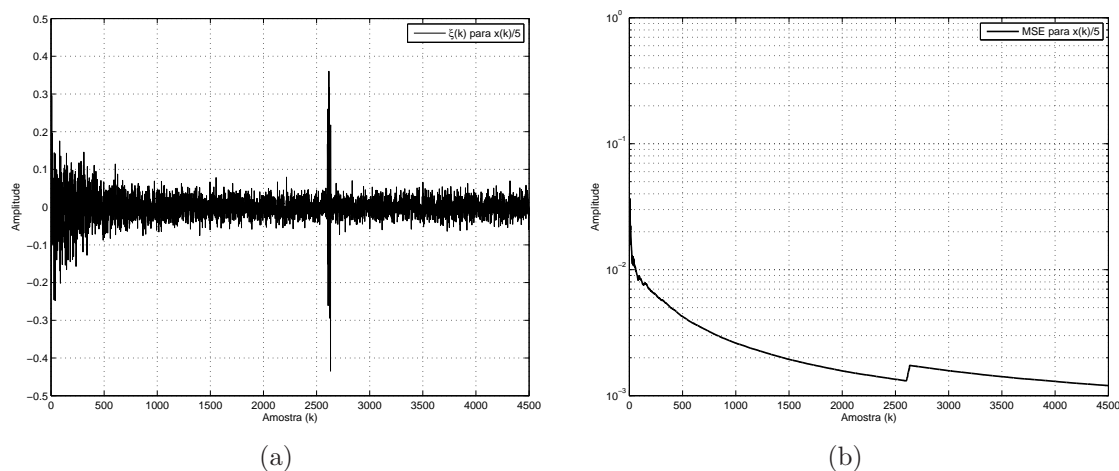 0.5
0.4
0.3
0.2
0.1
0
−0.1
−0.2
−0.3
−0.4
−0.5
Amplitude
ξ(k) para x(k)/5
0 500 1000 1500 2000 2500 3000 3500 4000 4500
Amostra (k)
(a)
10⁰
10⁻¹
10⁻²
10⁻³
Amplitude
MSE para x(k)/5
0 500 1000 1500 2000 2500 3000 3500 4000 4500
Amostra (k)
(b)